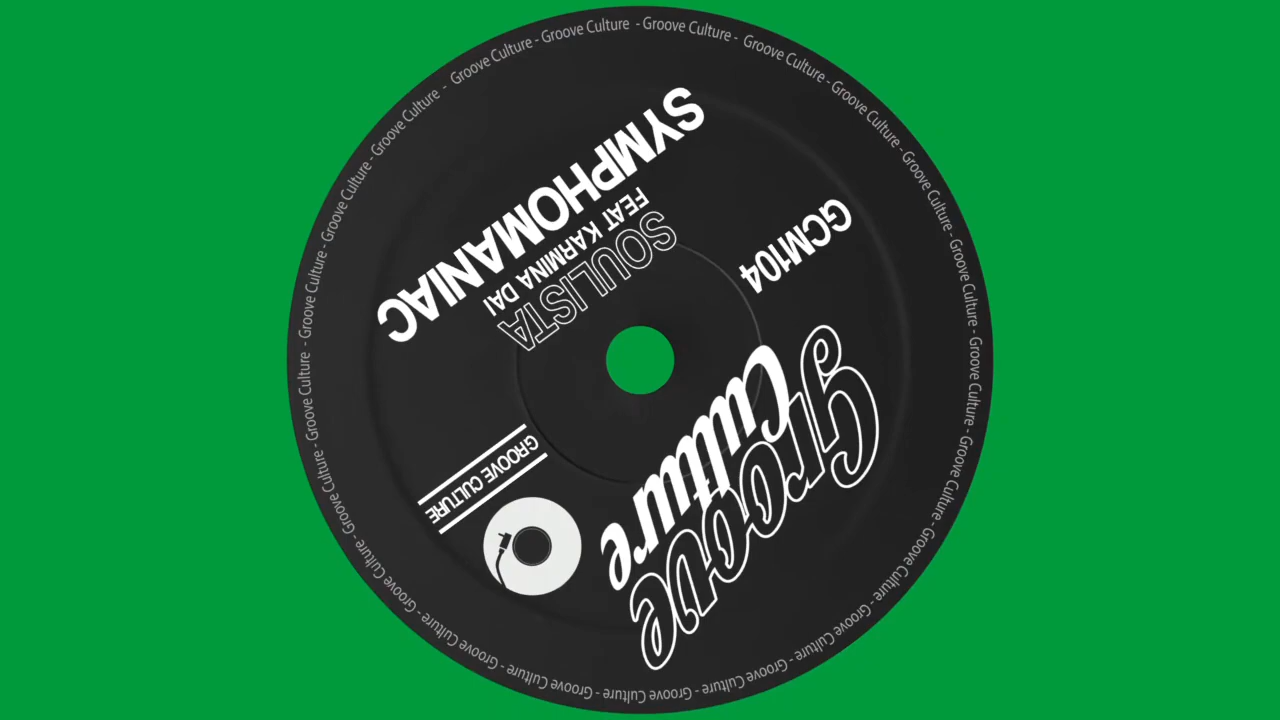 Groove
Culture
GCM104
GROOVE CULTURE
SOULISTA
FEAT KARMINA DAI
SYMPHOMANIAC
Groove Culture - Groove Culture - Groove Culture - Groove Culture - Groove Culture - Groove Culture - Groove Culture - Groove Culture - Groove Culture - Groove Culture - Groove Culture - Groove Culture - Groove Culture - Groove Culture - Groove Culture - Groove Culture - Groove Culture - Groove Culture - Groove Culture - Groove Culture - Groove Culture -